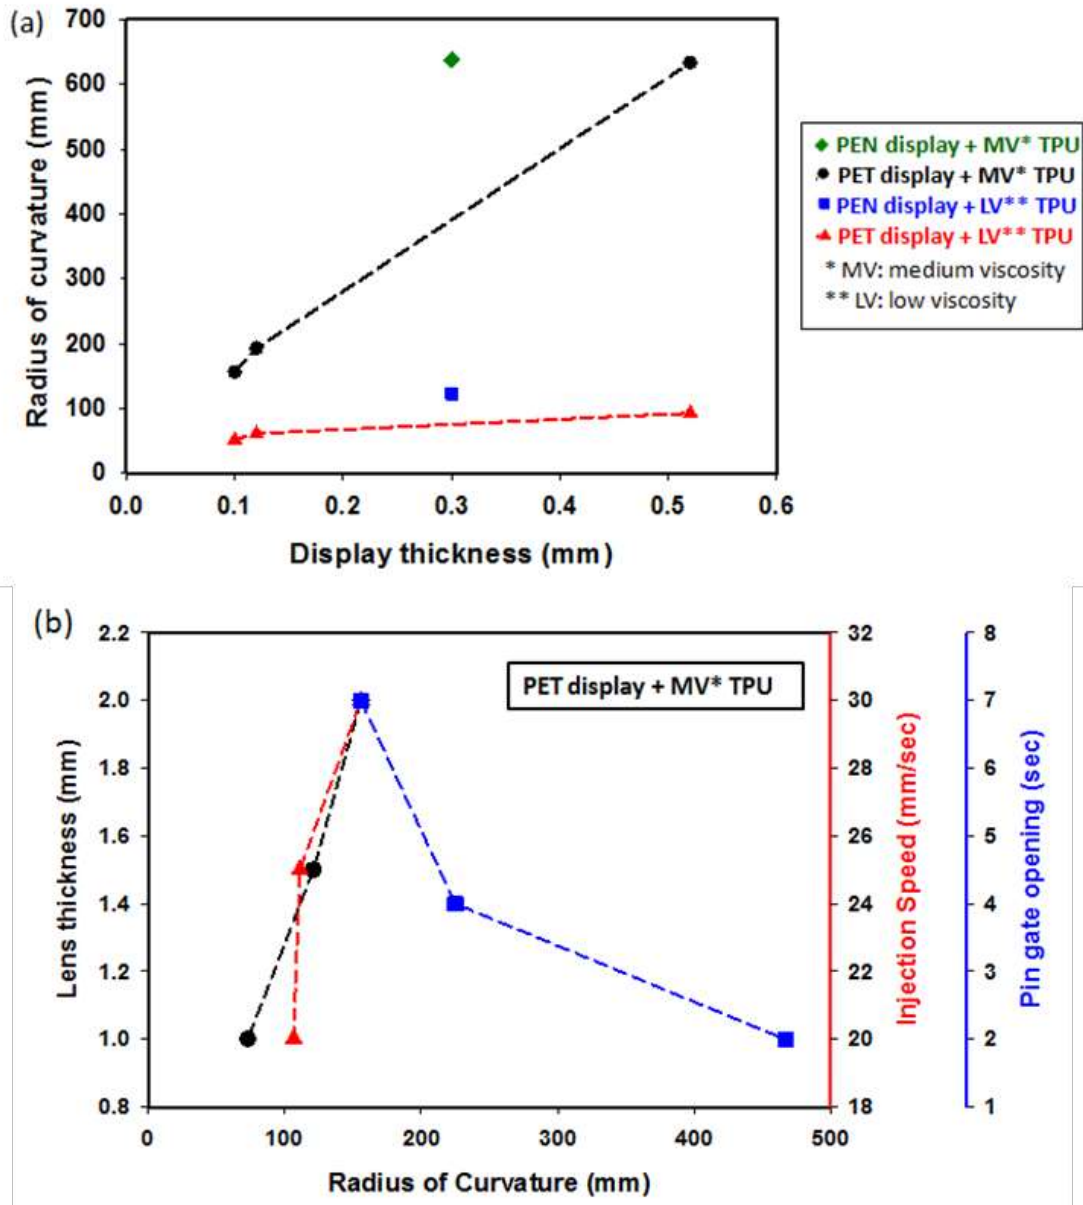 (a)
700
600
500
400
300
200
100
0
Radius of curvature (mm)
0.0 0.1 0.2 0.3 0.4 0.5 0.6
Display thickness (mm)
PEN display + MV* TPU
PET display + MV* TPU
PEN display + LV** TPU
PET display + LV** TPU
* MV: medium viscosity
** LV: low viscosity
(b)
2.2
2.0
1.8
1.6
1.4
1.2
1.0
0.8
Lens thickness (mm)
PET display + MV* TPU
32
30
28
26
24
22
20
18
Injection Speed (mm/sec)
8
7
6
5
4
3
2
1
Pin gate opening (sec)
0 100 200 300 400 500
Radius of Curvature (mm)